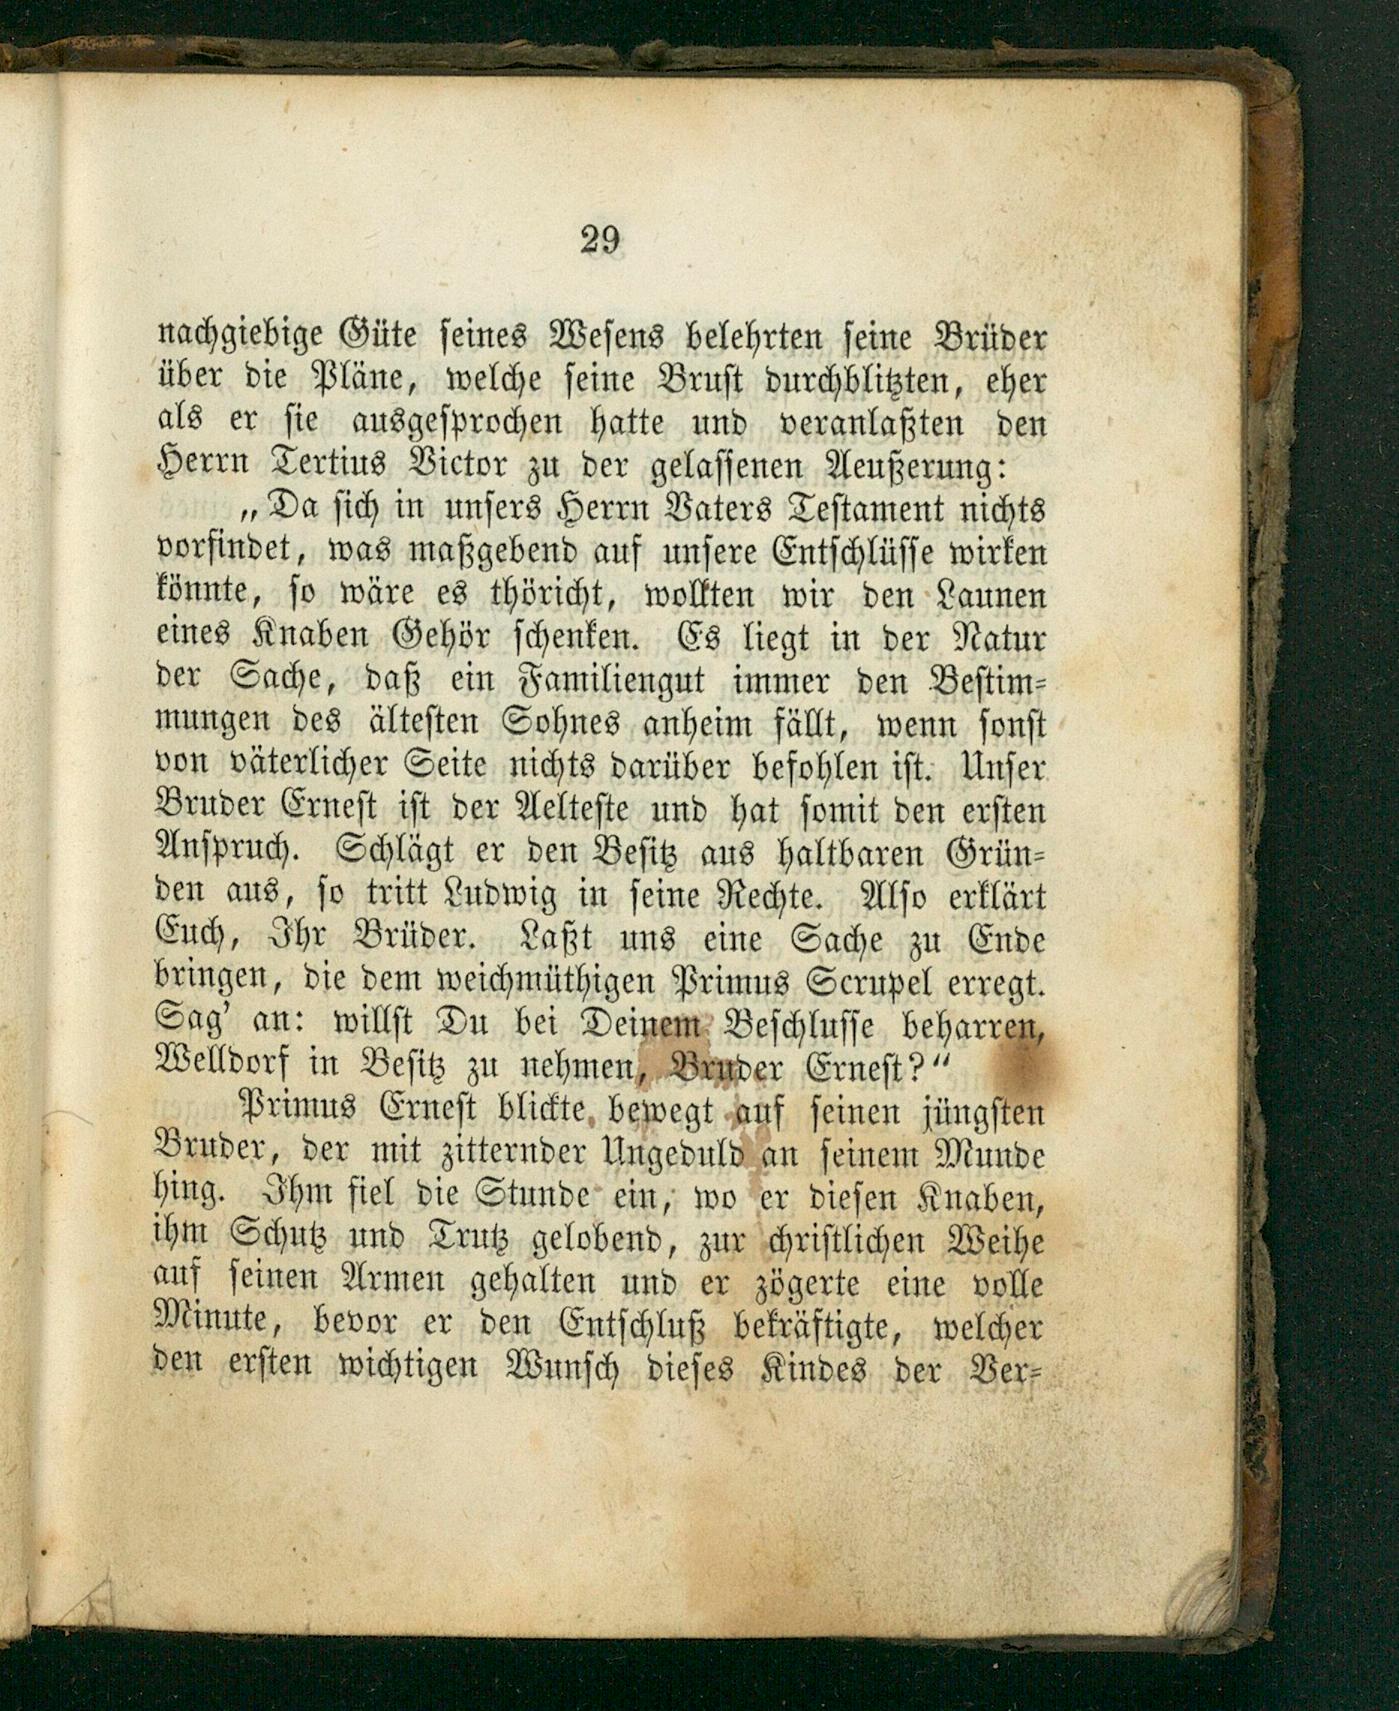 29
nachgiebige Güte seines Wesens belehrten seine Brüder
über die Pläne, welche seine Brust durchblitzten, eher
als er sie ausgesprochen hatte und veranlaßten den
Herrn Tertius Victor zu der gelassenen Aeußerung:
„Da sich in unsers Herrn Vaters Testament nichts
vorfindet, was maßgebend auf unsere Entschlüsse wirken
könnte, so wäre es thöricht, wollten wir den Launen
eines Knaben Gehör schenken. Es liegt in der Natur
der Sache, daß ein Familiengut immer den Bestim-
mungen des ältesten Sohnes anheim fällt, wenn sonst
von väterlicher Seite nichts darüber befohlen ist. Unser
Bruder Ernest ist der Aelteste und hat somit den ersten
Anspruch. Schlägt er den Besitz aus haltbaren Grün-
den aus, so tritt Ludwig in seine Rechte. Also erklärt
Euch, Ihr Brüder. Laßt uns eine Sache zu Ende
bringen, die dem weichmüthigen Primus Scrupel erregt.
Sag' an: willst Du bei Deinem Beschlusse beharren,
Welldorf in Besitz zu nehmen, Bruder Ernest?“
Primus Ernest blickte bewegt auf seinen jüngsten
Bruder, der mit zitternder Ungeduld an seinem Munde
hing. Ihm fiel die Stunde ein, wo er diesen Knaben,
ihm Schutz und Trutz gelobend, zur christlichen Weihe
auf seinen Armen gehalten und er zögerte eine volle
Minute, bevor er den Entschluß bekräftigte, welcher
den ersten wichtigen Wunsch dieses Kindes der Ver-